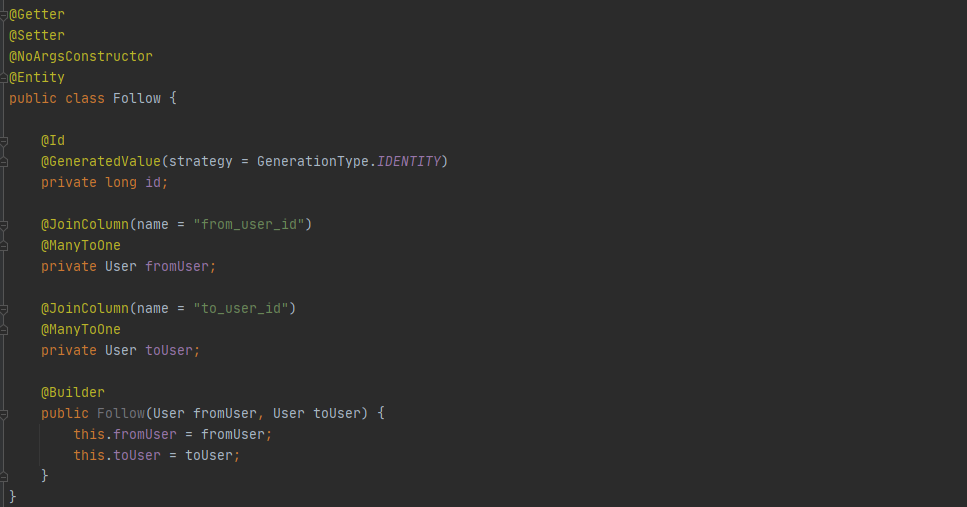 @Getter
@Setter
@NoArgsConstructor
@Entity
public class Follow {
@Id
@GeneratedValue(strategy = GenerationType.IDENTITY)
private long id;
@JoinColumn(name = "from_user_id")
@ManyToOne
private User fromUser;
@JoinColumn(name = "to_user_id")
@ManyToOne
private User toUser;
@Builder
public Follow(User fromUser, User toUser) {
this.fromUser = fromUser;
this.toUser = toUser;
}
}